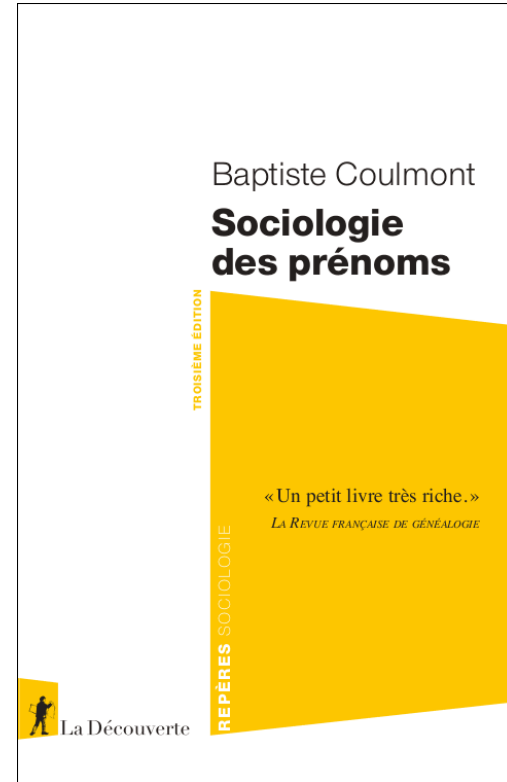 Baptiste Coulmont
Sociologie
des prénoms
TROISIÈME ÉDITION
« Un petit livre très riche. »
LA REVUE FRANÇAISE DE GÉNÉALOGIE
REPÈRES SOCIOLOGIE
La Découverte